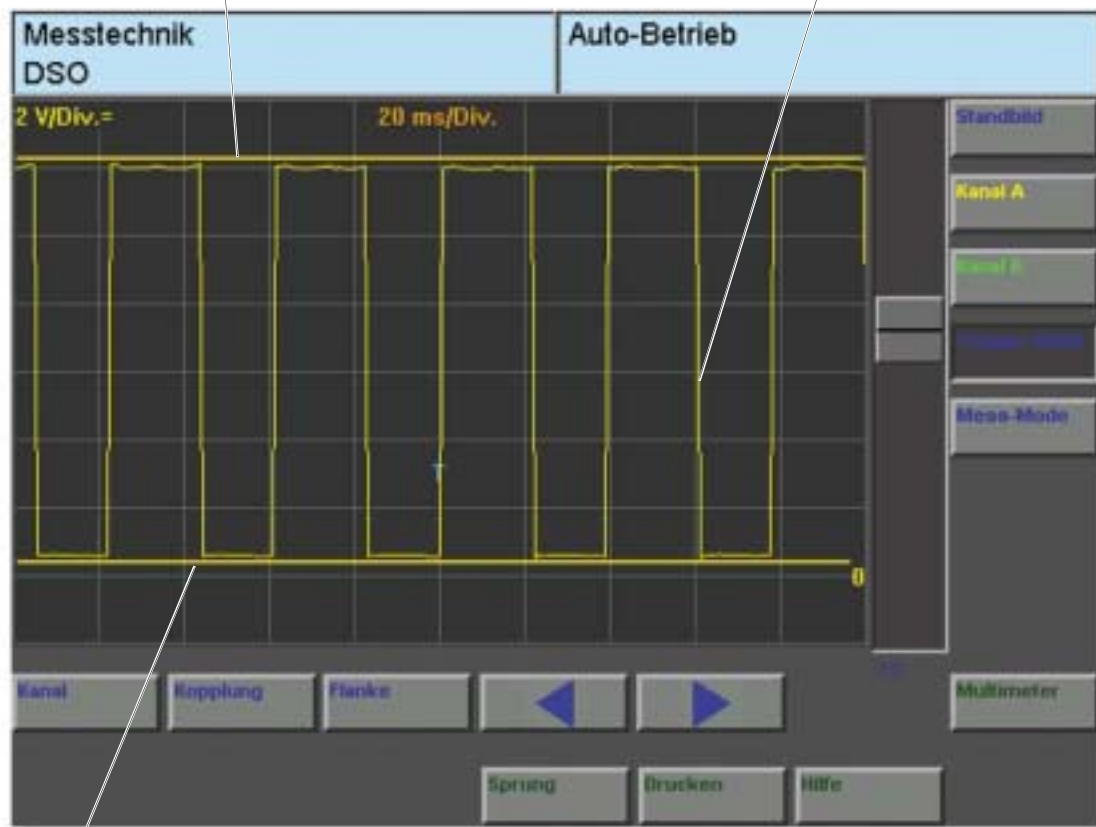 Messtechnik
DSO
Auto-Betrieb
2 V/Div.=
20 ms/Div.
Standbild
Kanal A
T
Mess-Mode
0
Kanal
Kopplung
Flanke
Multimeter
Sprung
Drucken
Hilfe